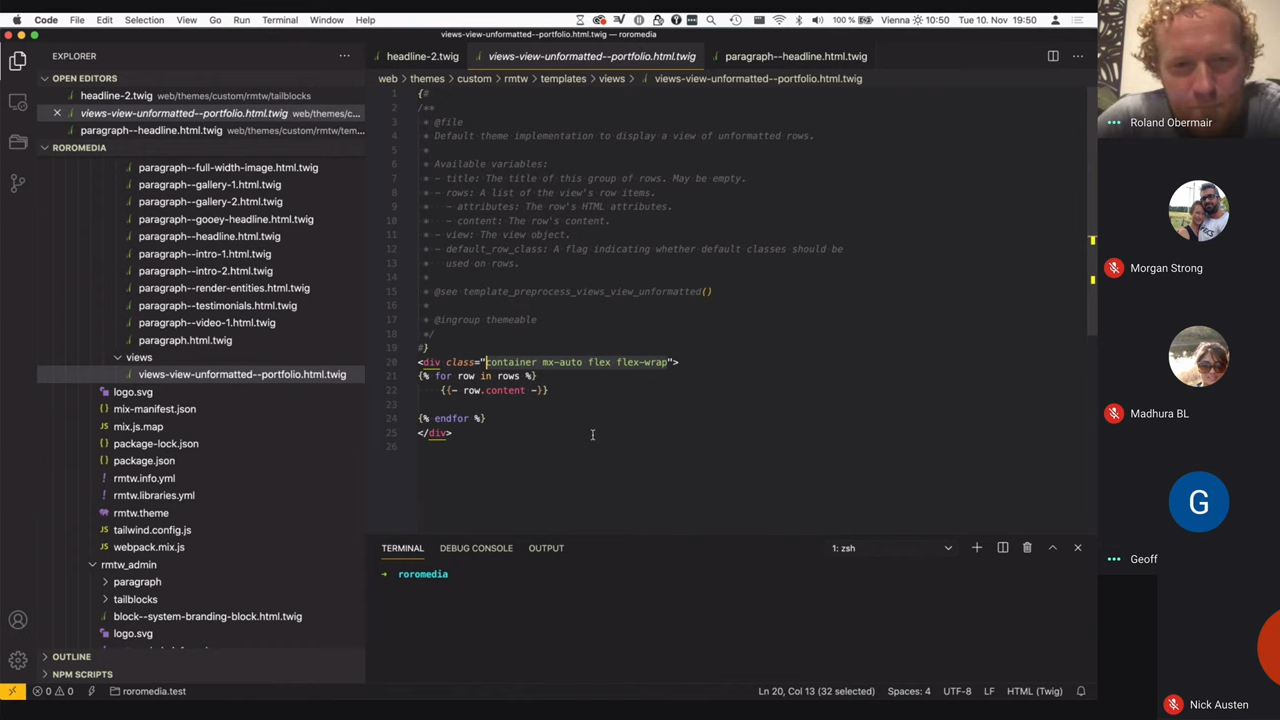 Code File Edit Selection View Go Run Terminal Window Help 100 % Vienna 10:50 Tue 10. Nov 19:50
views-view-unformatted--portfolio.html.twig — roromedia
EXPLORER
OPEN EDITORS
headline-2.twig web/themes/custom/rmtw/tailblocks
views-view-unformatted--portfolio.html.twig web/themes/c...
paragraph--headline.html.twig web/themes/custom/rmtw/tem...
ROROMEDIA
paragraph--full-width-image.html.twig
paragraph--gallery-1.html.twig
paragraph--gallery-2.html.twig
paragraph--gooey-headline.html.twig
paragraph--headline.html.twig
paragraph--intro-1.html.twig
paragraph--intro-2.html.twig
paragraph--render-entities.html.twig
paragraph--testimonials.html.twig
paragraph--video-1.html.twig
paragraph.html.twig
views
views-view-unformatted--portfolio.html.twig
logo.svg
mix-manifest.json
mix.js.map
package-lock.json
package.json
rmtw.info.yml
rmtw.libraries.yml
rmtw.theme
tailwind.config.js
webpack.mix.js
rmtw_admin
paragraph
tailblocks
block--system-branding-block.html.twig
logo.svg
OUTLINE
NPM SCRIPTS
headline-2.twig views-view-unformatted--portfolio.html.twig paragraph--headline.html.twig
web > themes > custom > rmtw > templates > views > views-view-unformatted--portfolio.html.twig
1 {#
2 /**
3 * @file
4 * Default theme implementation to display a view of unformatted rows.
5 *
6 * Available variables:
7 * - title: The title of this group of rows. May be empty.
8 * - rows: A list of the view's row items.
9 * - attributes: The row's HTML attributes.
10 * - content: The row's content.
11 * - view: The view object.
12 * - default_row_class: A flag indicating whether default classes should be
13 * used on rows.
14 *
15 * @see template_preprocess_views_view_unformatted()
16 *
17 * @ingroup themeable
18 */
19 #}
20 <div class="container mx-auto flex flex-wrap">
21 {% for row in rows %}
22 {{- row.content -}}
23
24 {% endfor %}
25 </div>
26
TERMINAL DEBUG CONSOLE OUTPUT 1: zsh
→ roromedia
0 0 roromedia.test Ln 20, Col 13 (32 selected) Spaces: 4 UTF-8 LF HTML (Twig)
Roland Obermair
Morgan Strong
Madhura BL
G
Geoff
Nick Austen